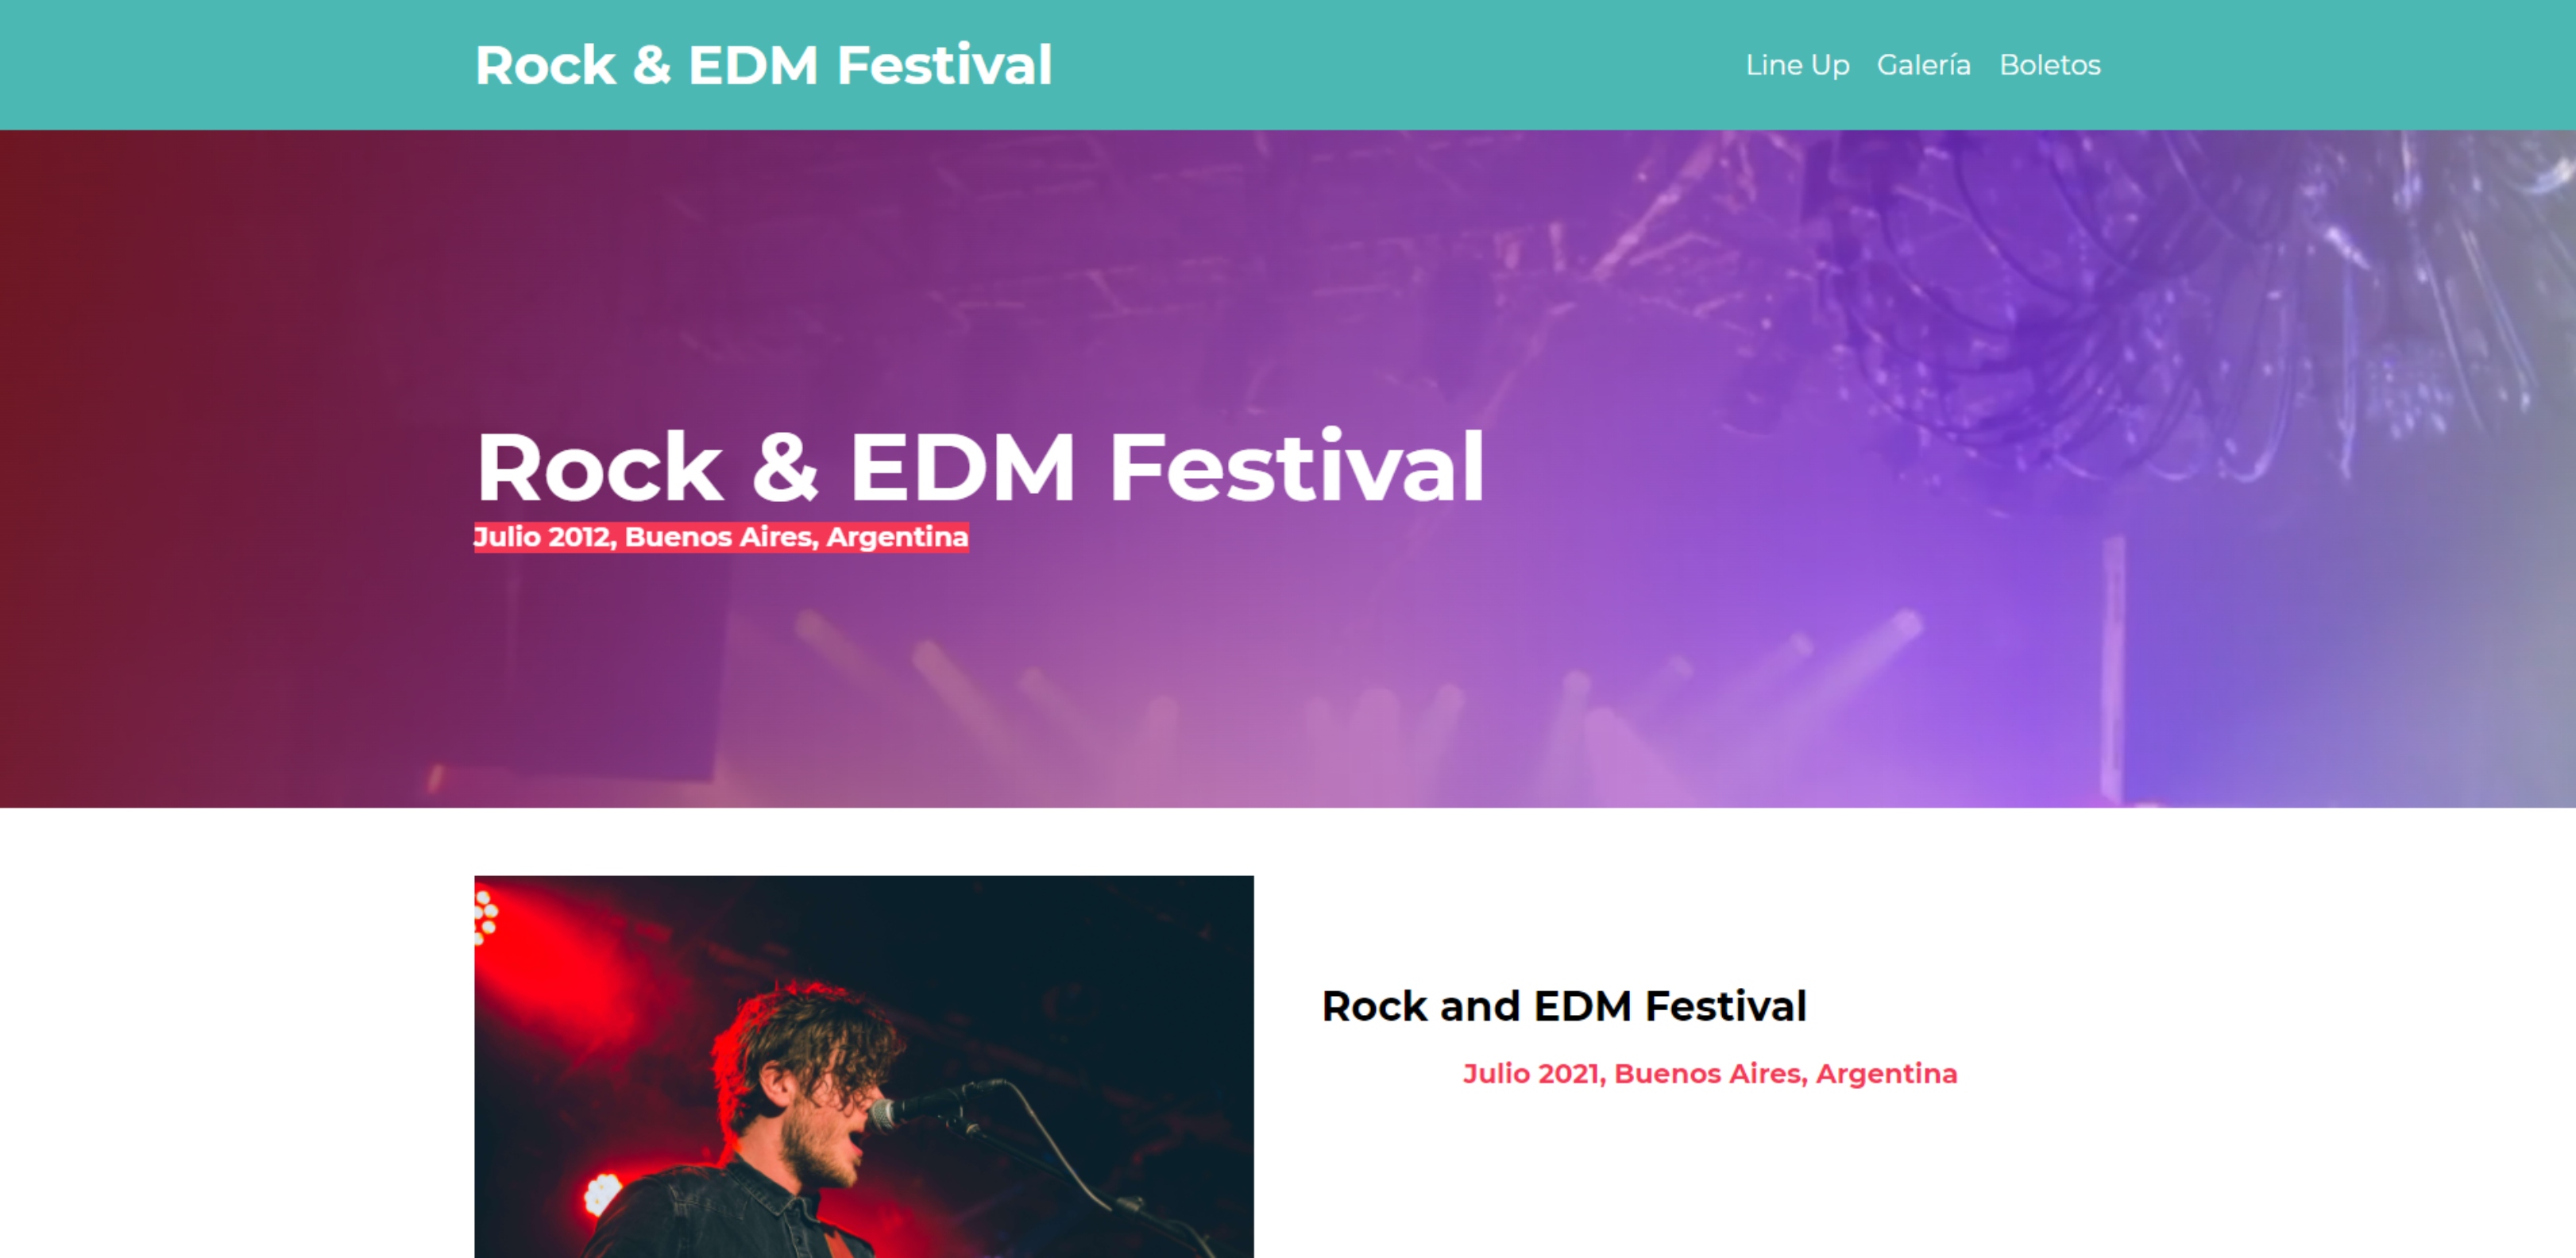 Rock & EDM Festival
Line Up Galería Boletos
Rock & EDM Festival
Julio 2012, Buenos Aires, Argentina
Rock and EDM Festival
Julio 2021, Buenos Aires, Argentina